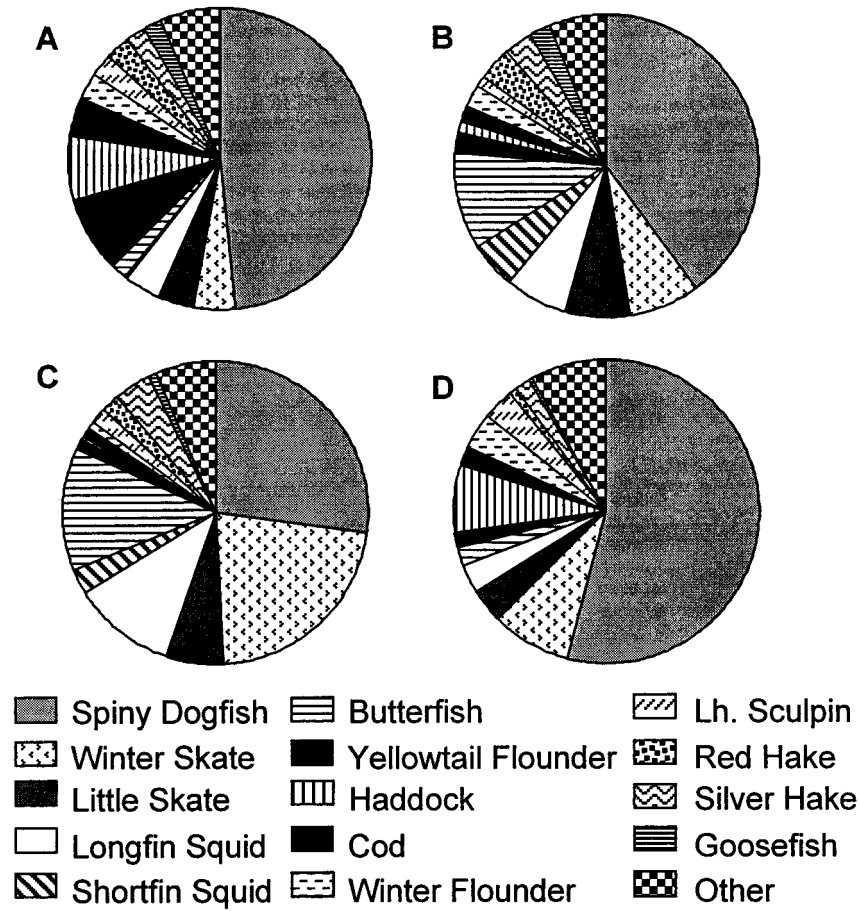 A
B
C
D
Spiny Dogfish
Winter Skate
Little Skate
Longfin Squid
Shortfin Squid
Butterfish
Yellowtail Flounder
Haddock
Cod
Winter Flounder
Lh. Sculpin
Red Hake
Silver Hake
Goosefish
Other